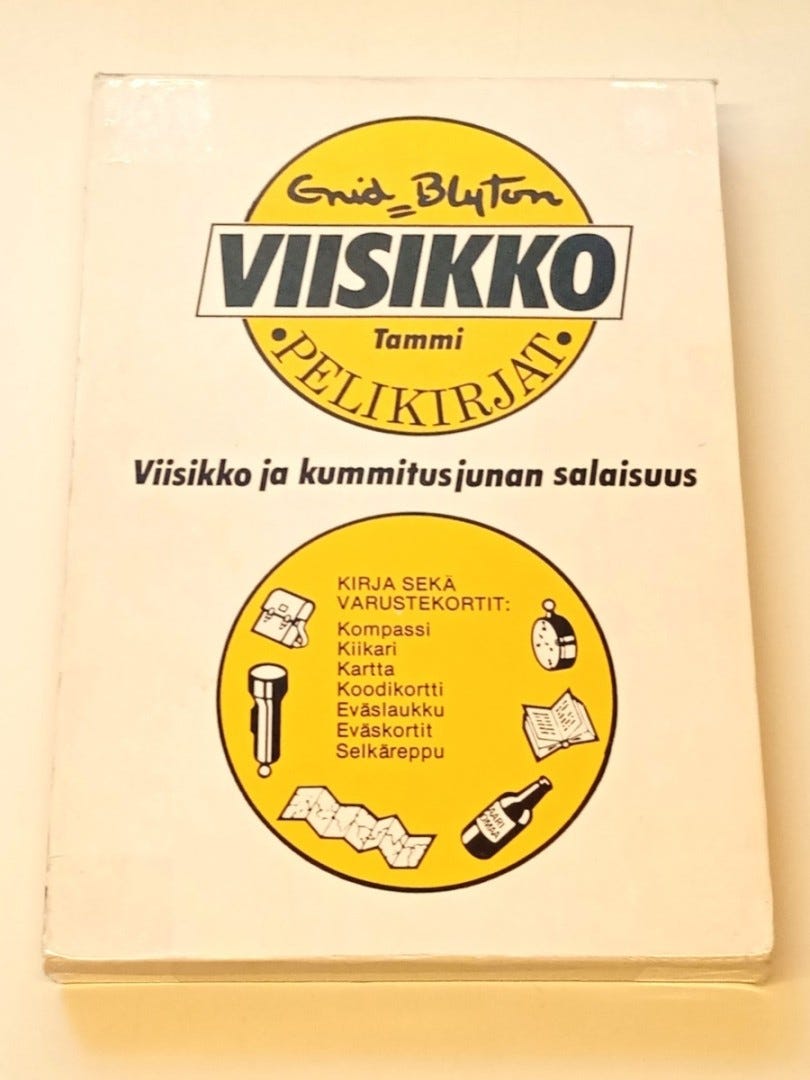 Enid Blyton
VIISIKKO
Tammi
• PELIKIRJAT •
Viisikko ja kummitusjunan salaisuus
KIRJA SEKÄ
VARUSTEKORTIT:
Kompassi
Kiikari
Kartta
Koodikortti
Eväslaukku
Eväskortit
Selkäreppu